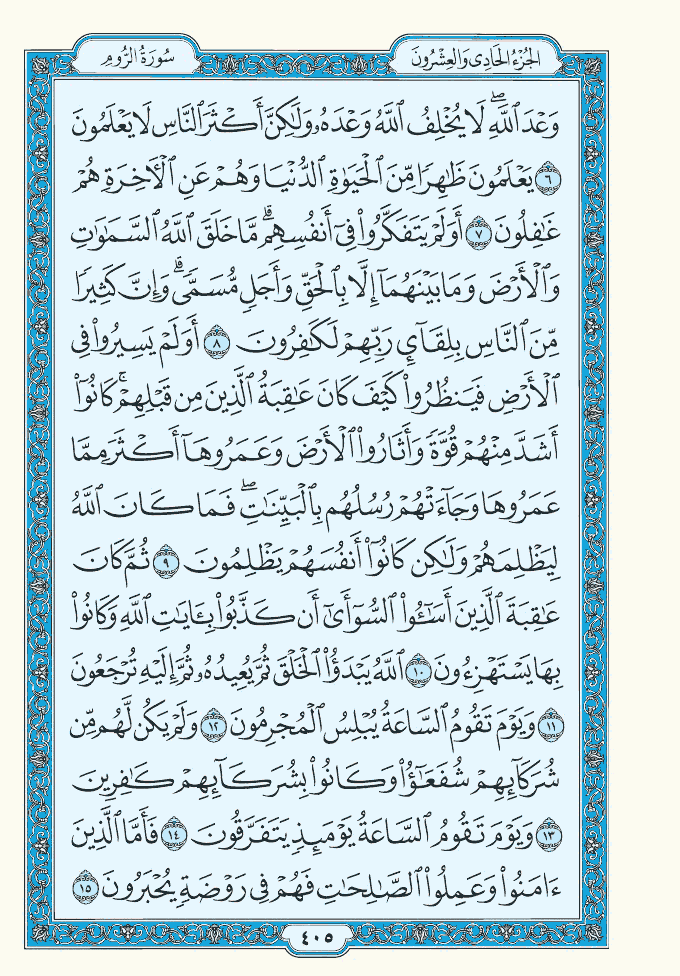 الجُزْءُ الحَادِى وَالعِشْرُونَ
سُورَةُ الرُّومِ
وَعْدَ ٱللَّهِۖ لَا يُخْلِفُ ٱللَّهُ وَعْدَهُۥ وَلَٰكِنَّ أَكْثَرَ ٱلنَّاسِ لَا يَعْلَمُونَ
٦ يَعْلَمُونَ ظَٰهِرًا مِّنَ ٱلْحَيَوٰةِ ٱلدُّنْيَا وَهُمْ عَنِ ٱلْءَاخِرَةِ هُمْ
غَٰفِلُونَ ٧ أَوَلَمْ يَتَفَكَّرُوا۟ فِىٓ أَنفُسِهِمۗ مَّا خَلَقَ ٱللَّهُ ٱلسَّمَٰوَٰتِ
وَٱلْأَرْضَ وَمَا بَيْنَهُمَآ إِلَّا بِٱلْحَقِّ وَأَجَلٍ مُّسَمًّىۗ وَإِنَّ كَثِيرًا
مِّنَ ٱلنَّاسِ بِلِقَآئِ رَبِّهِمْ لَكَٰفِرُونَ ٨ أَوَلَمْ يَسِيرُوا۟ فِى
ٱلْأَرْضِ فَيَنظُرُوا۟ كَيْفَ كَانَ عَٰقِبَةُ ٱلَّذِينَ مِن قَبْلِهِمْۚ كَانُوٓا۟
أَشَدَّ مِنْهُمْ قُوَّةً وَأَثَارُوا۟ ٱلْأَرْضَ وَعَمَرُوهَآ أَكْثَرَ مِمَّا
عَمَرُوهَا وَجَآءَتْهُمْ رُسُلُهُم بِٱلْبَيِّنَٰتِۖ فَمَا كَانَ ٱللَّهُ
لِيَظْلِمَهُمْ وَلَٰكِن كَانُوٓا۟ أَنفُسَهُمْ يَظْلِمُونَ ٩ ثُمَّ كَانَ
عَٰقِبَةَ ٱلَّذِينَ أَسَٰٓـُٔوا۟ ٱلسُّوٓأَىٰٓ أَن كَذَّبُوا۟ بِـَٔايَٰتِ ٱللَّهِ وَكَانُوا۟
بِهَا يَسْتَهْزِءُونَ ١٠ ٱللَّهُ يَبْدَؤُا۟ ٱلْخَلْقَ ثُمَّ يُعِيدُهُۥ ثُمَّ إِلَيْهِ تُرْجَعُونَ
١١ وَيَوْمَ تَقُومُ ٱلسَّاعَةُ يُبْلِسُ ٱلْمُجْرِمُونَ ١٢ وَلَمْ يَكُن لَّهُم مِّن
شُرَكَآئِهِمْ شُفَعَٰٓؤُا۟ وَكَانُوا۟ بِشُرَكَآئِهِمْ كَٰفِرِينَ
١٣ وَيَوْمَ تَقُومُ ٱلسَّاعَةُ يَوْمَئِذٍ يَتَفَرَّقُونَ ١٤ فَأَمَّا ٱلَّذِينَ
ءَامَنُوا۟ وَعَمِلُوا۟ ٱلصَّٰلِحَٰتِ فَهُمْ فِى رَوْضَةٍ يُحْبَرُونَ ١٥
٤٠٥